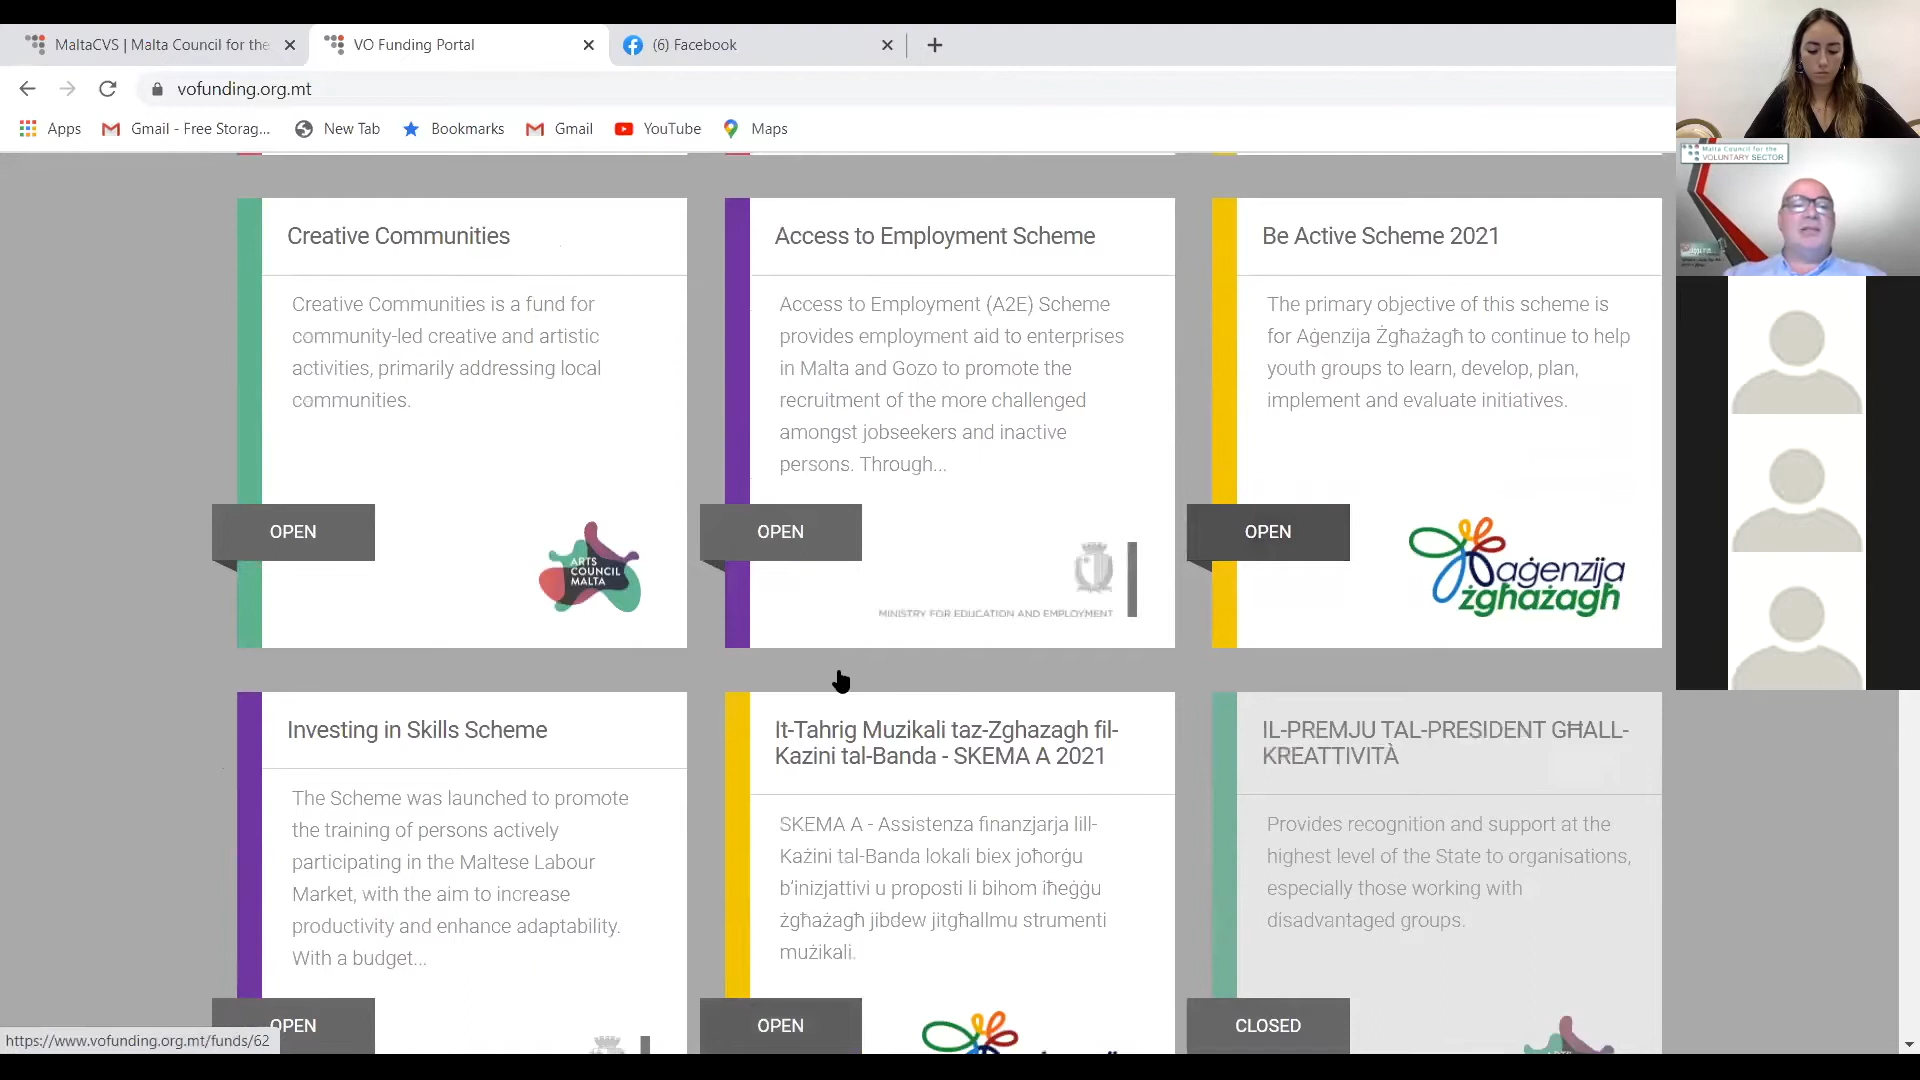 MaltaCVS | Malta Council for the
VO Funding Portal
(6) Facebook
vofunding.org.mt
Apps
Gmail - Free Storag...
New Tab
Bookmarks
Gmail
YouTube
Maps
Malta Council for the
VOLUNTARY SECTOR
Creative Communities
Creative Communities is a fund for
community-led creative and artistic
activities, primarily addressing local
communities.
OPEN
ARTS
COUNCIL
MALTA
Access to Employment Scheme
Access to Employment (A2E) Scheme
provides employment aid to enterprises
in Malta and Gozo to promote the
recruitment of the more challenged
amongst jobseekers and inactive
persons. Through...
OPEN
MINISTRY FOR EDUCATION AND EMPLOYMENT
Be Active Scheme 2021
The primary objective of this scheme is
for Aġenzija Żgħażagħ to continue to help
youth groups to learn, develop, plan,
implement and evaluate initiatives.
OPEN
aġenzija
żgħażagħ
Investing in Skills Scheme
The Scheme was launched to promote
the training of persons actively
participating in the Maltese Labour
Market, with the aim to increase
productivity and enhance adaptability.
With a budget...
OPEN
It-Tahrig Muzikali taz-Zghazagh fil-
Kazini tal-Banda - SKEMA A 2021
SKEMA A - Assistenza finanzjarja lill-
Każini tal-Banda lokali biex joħorġu
b'inizjattivi u proposti li bihom iħeġġu
żgħażagħ jibdew jitgħallmu strumenti
mużikali.
OPEN
IL-PREMJU TAL-PRESIDENT GĦALL-
KREATTIVITÀ
Provides recognition and support at the
highest level of the State to organisations,
especially those working with
disadvantaged groups.
CLOSED
https://www.vofunding.org.mt/funds/62